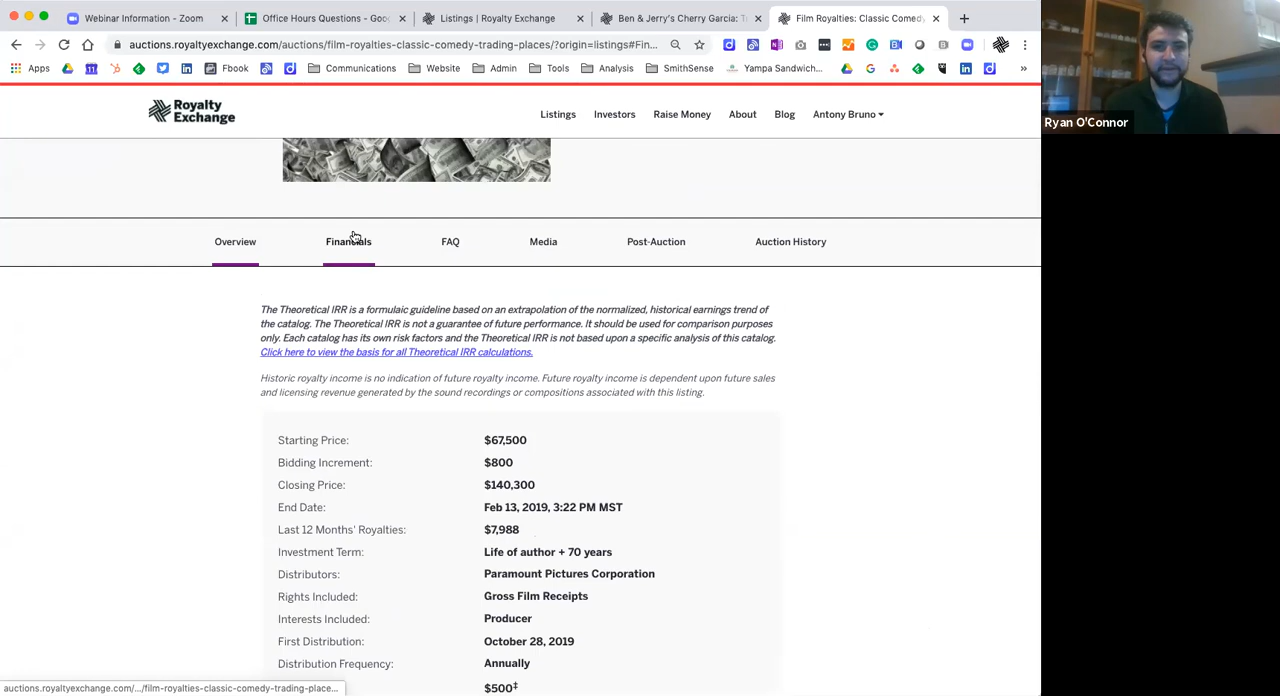 Webinar Information - Zoom
Office Hours Questions - Goo
Listings | Royalty Exchange
Ben & Jerry's Cherry Garcia: T
Film Royalties: Classic Comedy
auctions.royaltyexchange.com/auctions/film-royalties-classic-comedy-trading-places/?origin=listings#Fin...
Apps
Fbook
Communications
Website
Admin
Tools
Analysis
SmithSense
Yampa Sandwich...
Ryan O'Connor
Royalty
Exchange
Listings Investors Raise Money About Blog Antony Bruno
Overview Financials FAQ Media Post-Auction Auction History
The Theoretical IRR is a formulaic guideline based on an extrapolation of the normalized, historical earnings trend of
the catalog. The Theoretical IRR is not a guarantee of future performance. It should be used for comparison purposes
only. Each catalog has its own risk factors and the Theoretical IRR is not based upon a specific analysis of this catalog.
Click here to view the basis for all Theoretical IRR calculations.
Historic royalty income is no indication of future royalty income. Future royalty income is dependent upon future sales
and licensing revenue generated by the sound recordings or compositions associated with this listing.
Starting Price: $67,500
Bidding Increment: $800
Closing Price: $140,300
End Date: Feb 13, 2019, 3:22 PM MST
Last 12 Months' Royalties: $7,988
Investment Term: Life of author + 70 years
Distributors: Paramount Pictures Corporation
Rights Included: Gross Film Receipts
Interests Included: Producer
First Distribution: October 28, 2019
Distribution Frequency: Annually
$500‡
auctions.royaltyexchange.com/.../film-royalties-classic-comedy-trading-place...